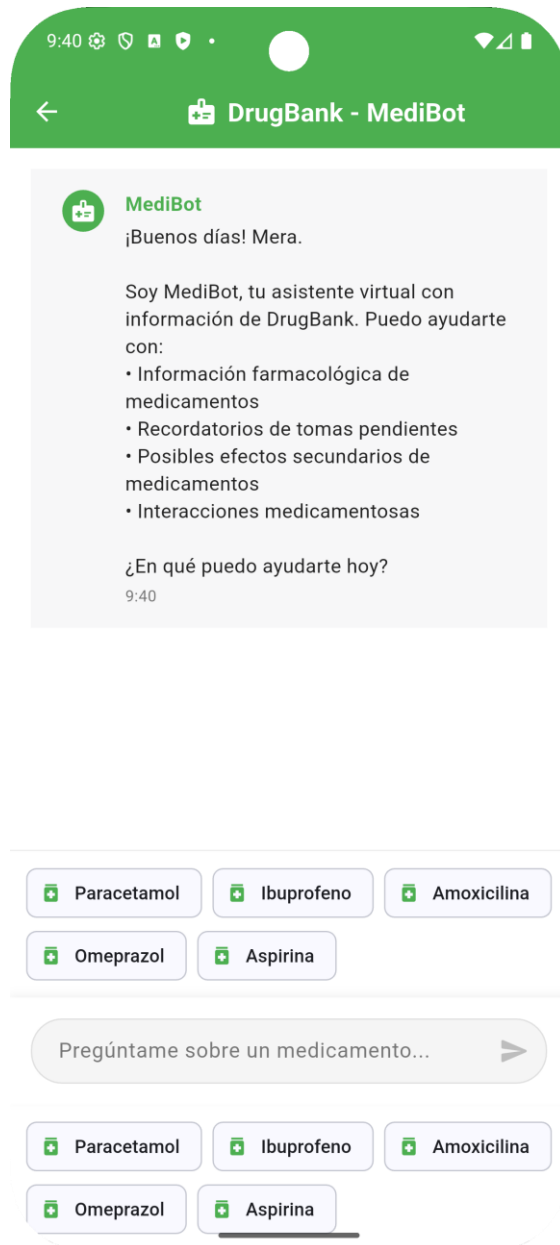 9:40
DrugBank - MediBot
MediBot
¡Buenos días! Mera.
Soy MediBot, tu asistente virtual con
información de DrugBank. Puedo ayudarte
con:
• Información farmacológica de
medicamentos
• Recordatorios de tomas pendientes
• Posibles efectos secundarios de
medicamentos
• Interacciones medicamentosas
¿En qué puedo ayudarte hoy?
9:40
Paracetamol Ibuprofeno Amoxicilina
Omeprazol Aspirina
Pregúntame sobre un medicamento...
Paracetamol Ibuprofeno Amoxicilina
Omeprazol Aspirina